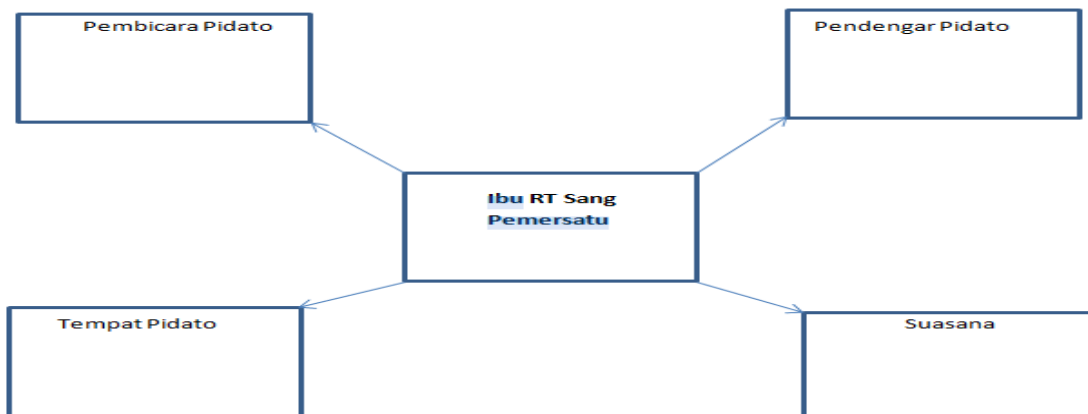 Pembicara Pidato
Pendengar Pidato
Ibu RT Sang
Pemersatu
Tempat Pidato
Suasana